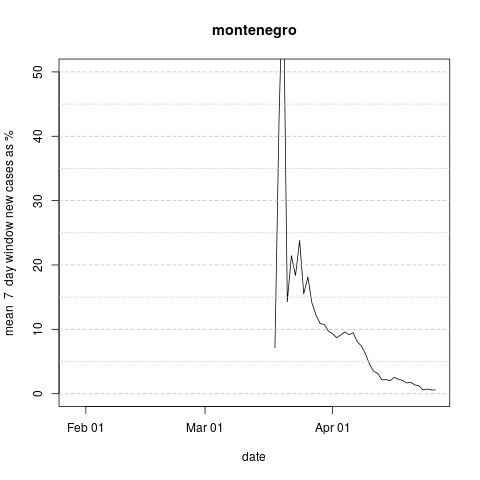 montenegro
mean  7  day window new cases as %
50
40
30
20
10
0
Feb 01
Mar 01
Apr 01
date